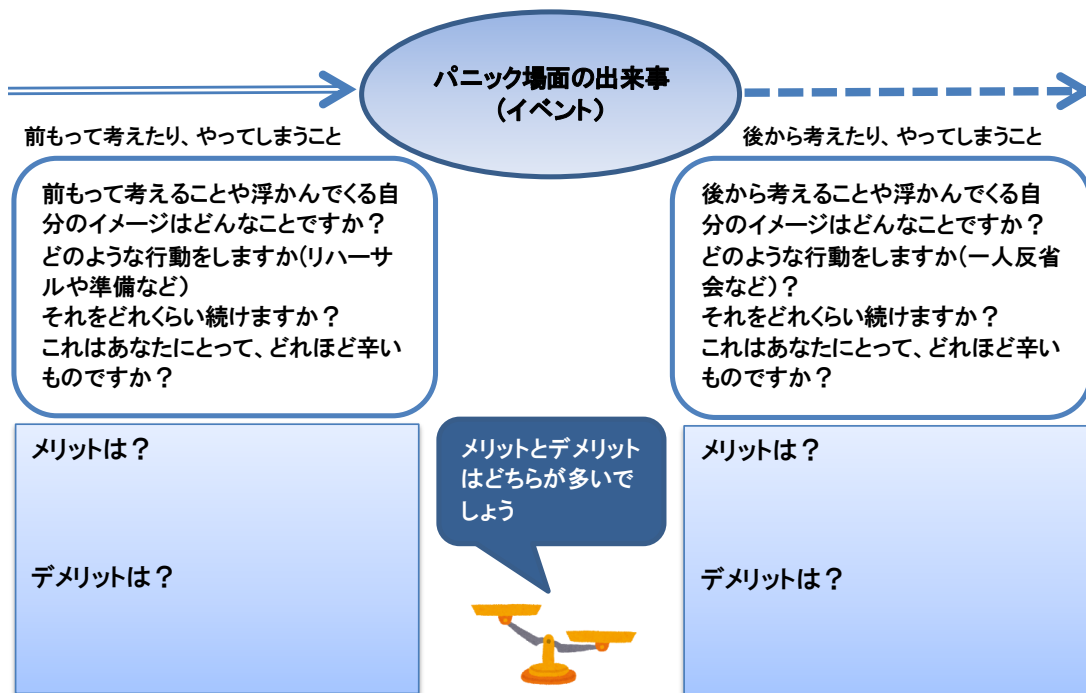 パニック場面の出来事
(イベント)
前もって考えたり、やってしまうこと
後から考えたり、やってしまうこと
前もって考えることや浮かんでくる自
分のイメージはどんなことですか？
どのような行動をしますか(リハーサ
ルや準備など)
それをどれくらい続けますか？
これはあなたにとって、どれほど辛い
ものですか？
後から考えることや浮かんでくる自
分のイメージはどんなことですか？
どのような行動をしますか(一人反省
会など)？
それをどれくらい続けますか？
これはあなたにとって、どれほど辛い
ものですか？
メリットは？
デメリットは？
メリットとデメリット
はどちらが多いで
しょう
メリットは？
デメリットは？